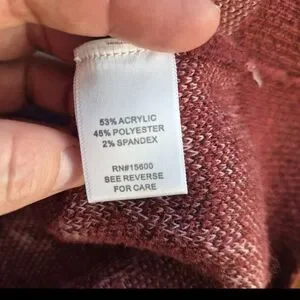 53% ACRYLIC
45% POLYESTER
2% SPANDEX
RN#15600
SEE REVERSE
FOR CARE